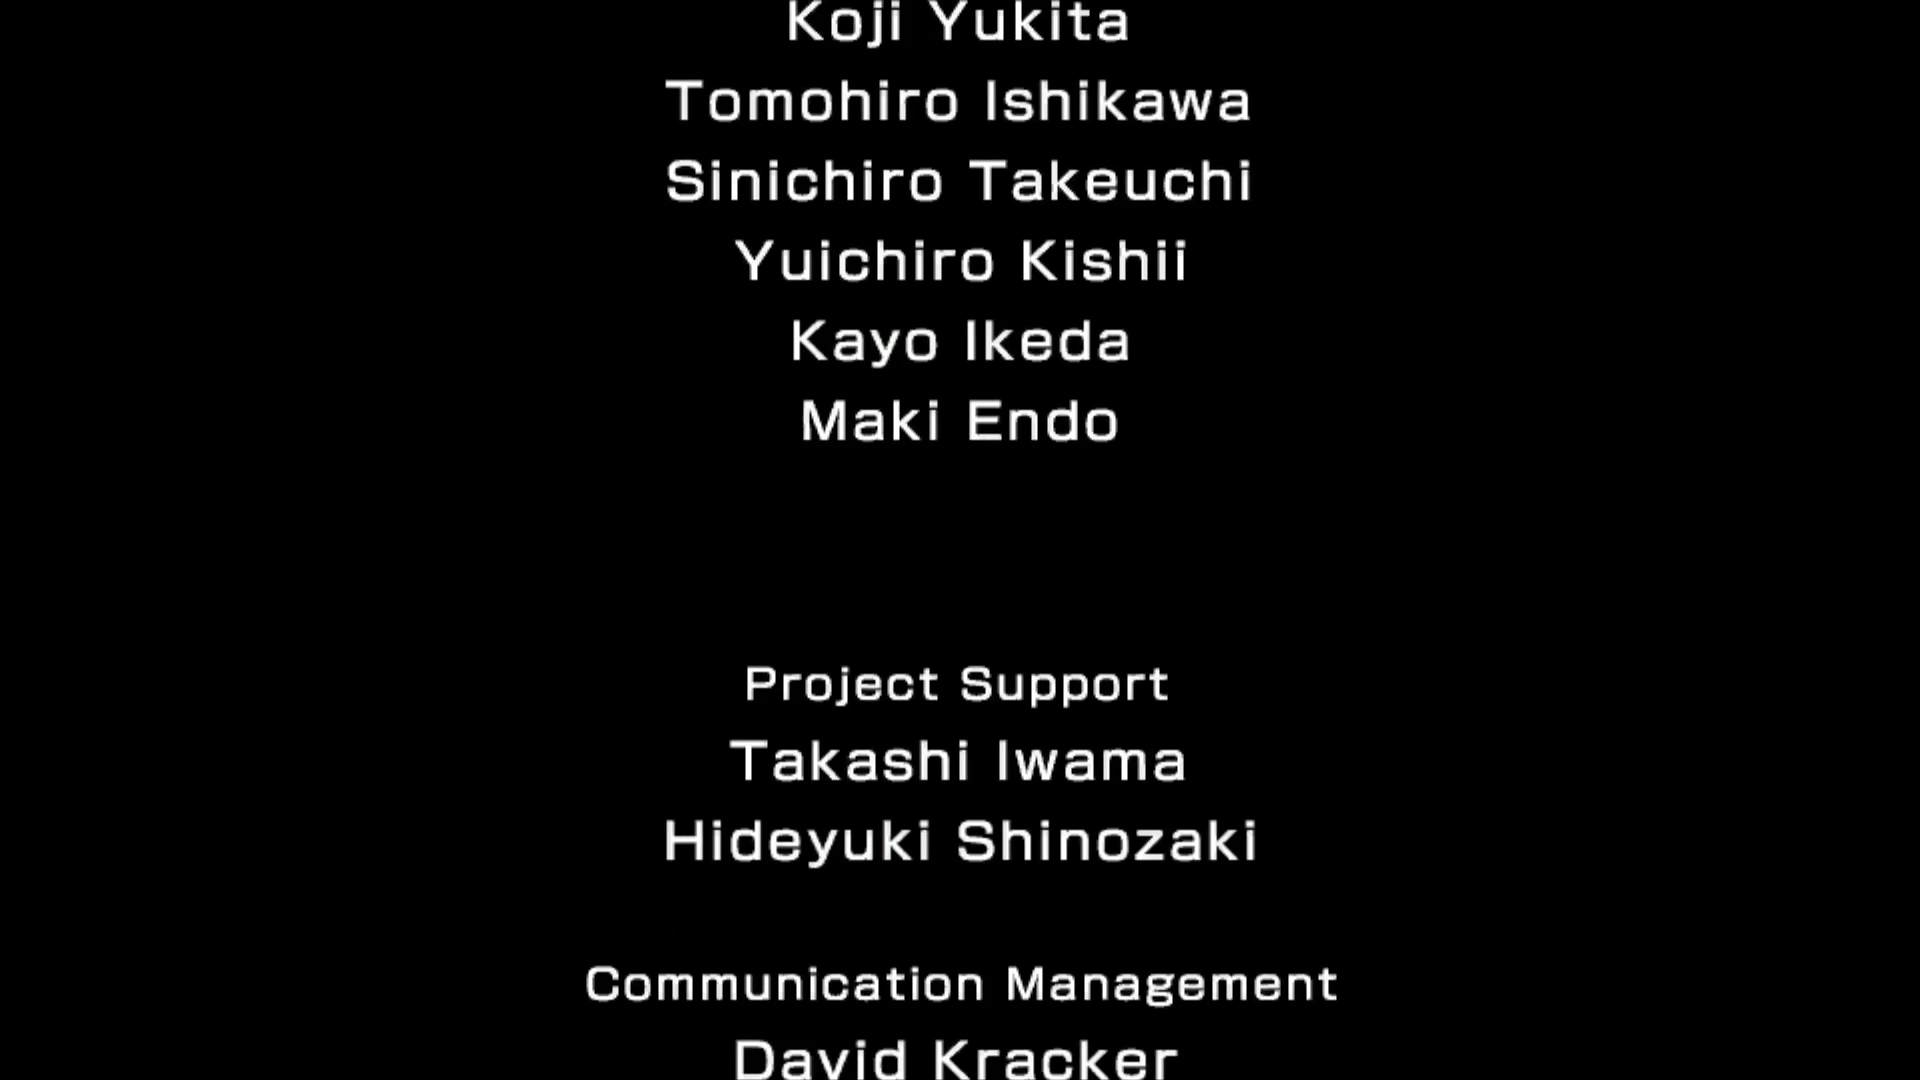 Koji Yukita
Tomohiro Ishikawa
Sinichiro Takeuchi
Yuichiro Kishii
Kayo Ikeda
Maki Endo
Project Support
Takashi Iwama
Hideyuki Shinozaki
Communication Management
David Kracker